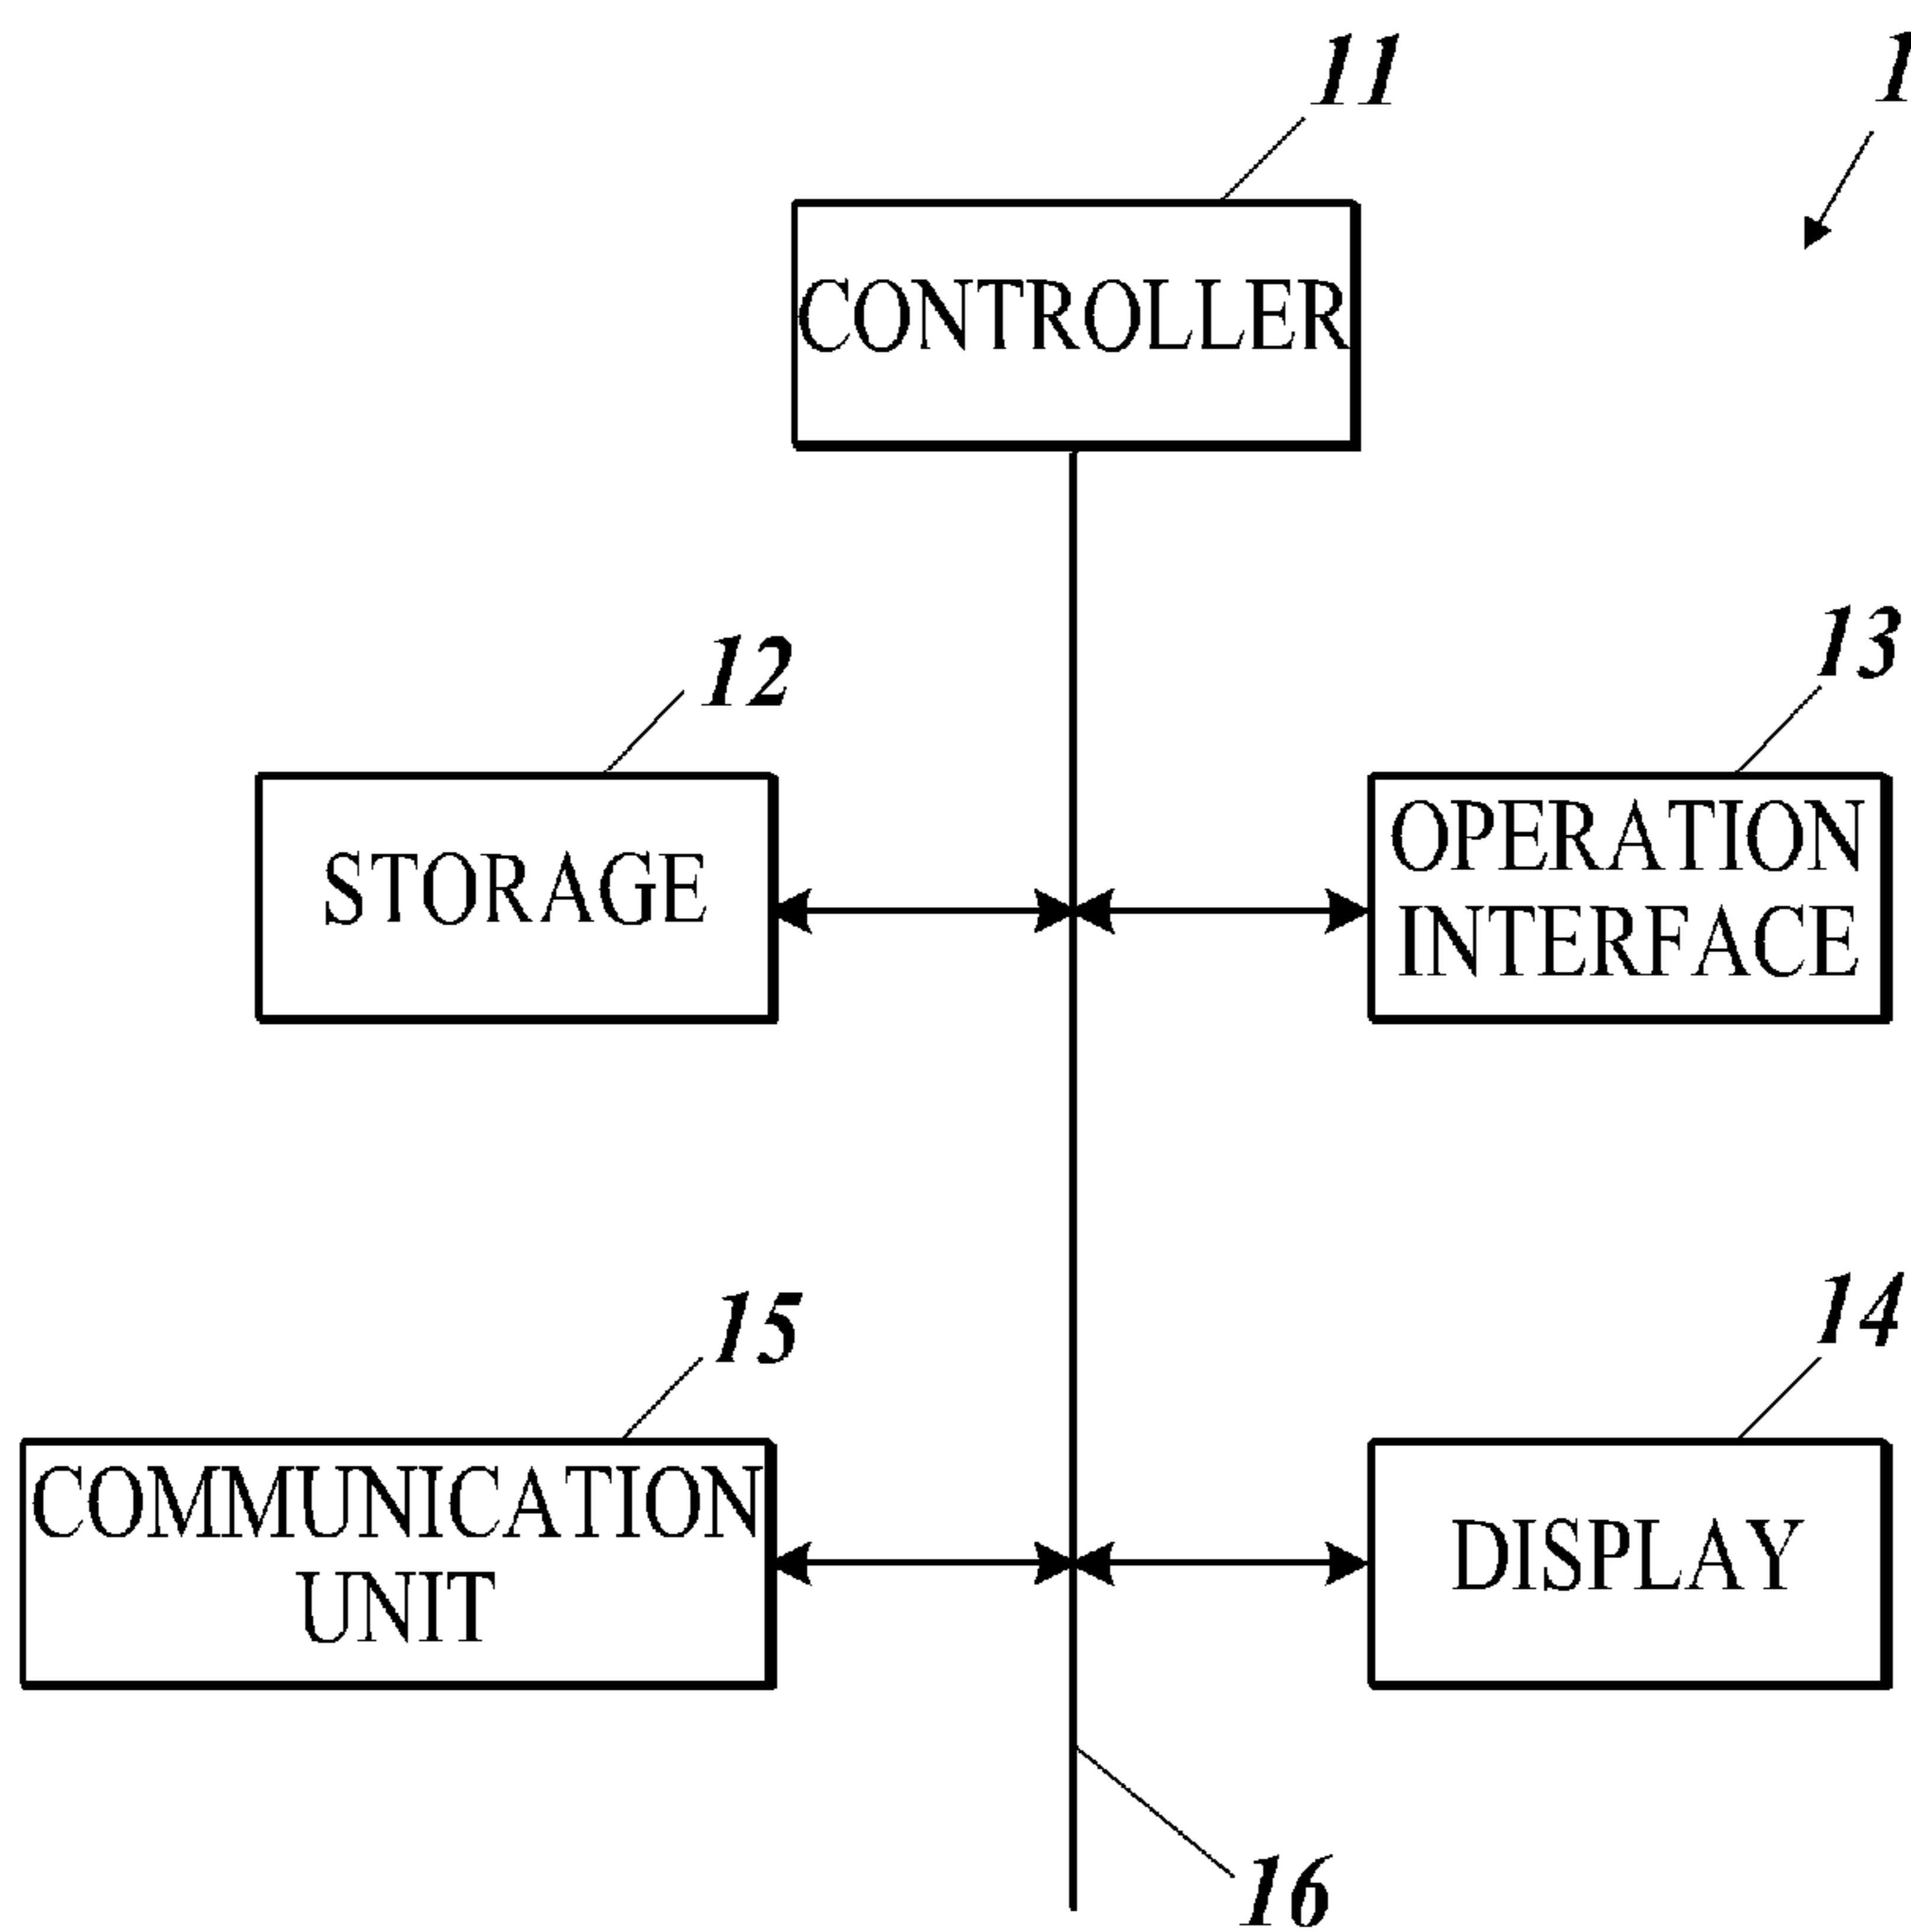 11
1
CONTROLLER
12
13
STORAGE
OPERATION
INTERFACE
15
14
COMMUNICATION
UNIT
DISPLAY
16